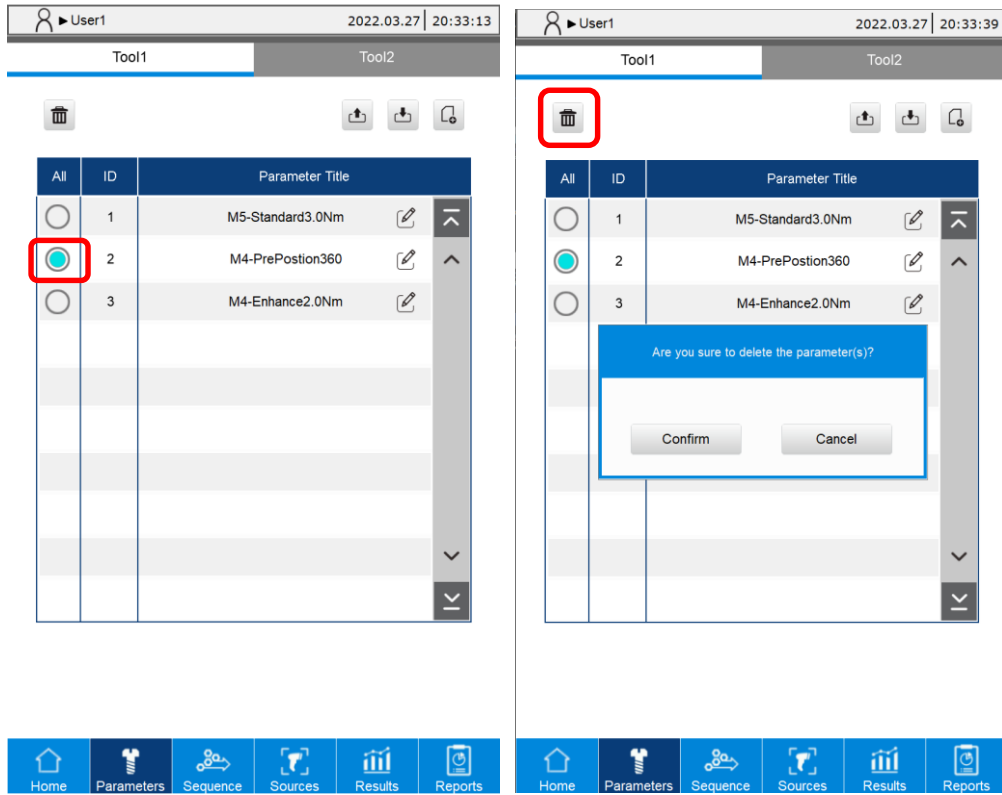 User1 2022.03.27 20:33:13
Tool1 Tool2
All ID Parameter Title
1 M5-Standard3.0Nm
2 M4-PrePostion360
3 M4-Enhance2.0Nm
Home Parameters Sequence Sources Results Reports
User1 2022.03.27 20:33:39
Tool1 Tool2
All ID Parameter Title
1 M5-Standard3.0Nm
2 M4-PrePostion360
3 M4-Enhance2.0Nm
Are you sure to delete the parameter(s)?
Confirm Cancel
Home Parameters Sequence Sources Results Reports